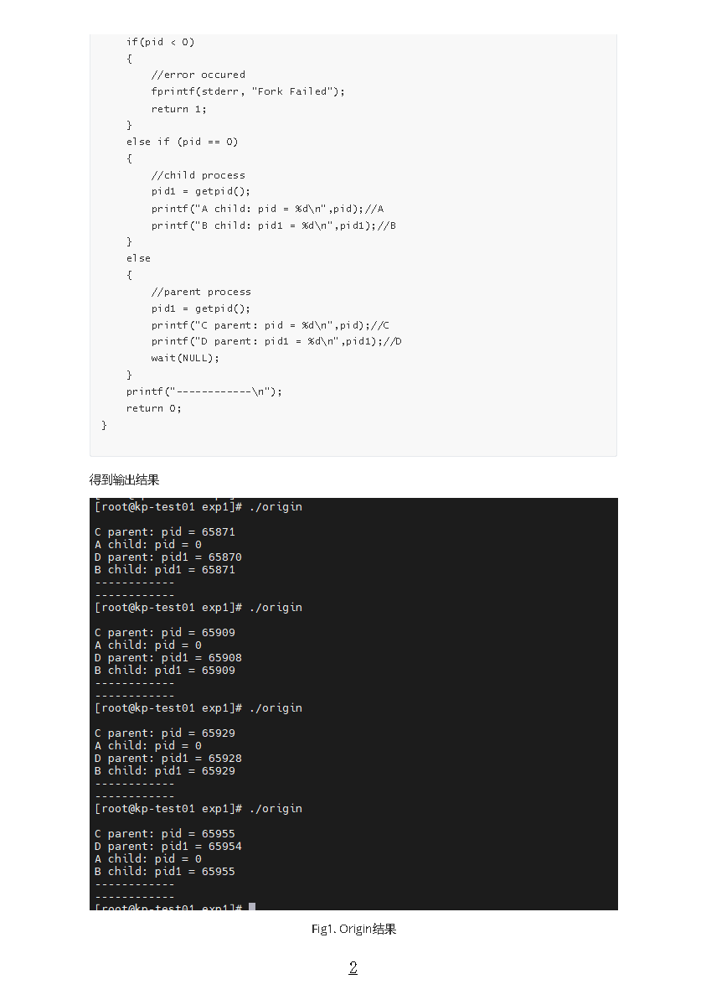 if(pid < 0)
{
//error occured
fprintf(stderr, "Fork Failed");
return 1;
}
else if (pid == 0)
{
//child process
pid1 = getpid();
printf("A child: pid = %d\n",pid);//A
printf("B child: pid1 = %d\n",pid1);//B
}
else
{
//parent process
pid1 = getpid();
printf("C parent: pid = %d\n",pid);//C
printf("D parent: pid1 = %d\n",pid1);//D
wait(NULL);
}
printf("------------\n");
return 0;
}
得到输出结果
[root@kp-test01 exp1]# ./origin
C parent: pid = 65871
A child: pid = 0
D parent: pid1 = 65870
B child: pid1 = 65871
------------
------------
[root@kp-test01 exp1]# ./origin
C parent: pid = 65909
A child: pid = 0
D parent: pid1 = 65908
B child: pid1 = 65909
------------
------------
[root@kp-test01 exp1]# ./origin
C parent: pid = 65929
A child: pid = 0
D parent: pid1 = 65928
B child: pid1 = 65929
------------
------------
[root@kp-test01 exp1]# ./origin
C parent: pid = 65955
D parent: pid1 = 65954
A child: pid = 0
B child: pid1 = 65955
------------
------------
[root@kp-test01 exp1]#
Fig1. Origin结果
2